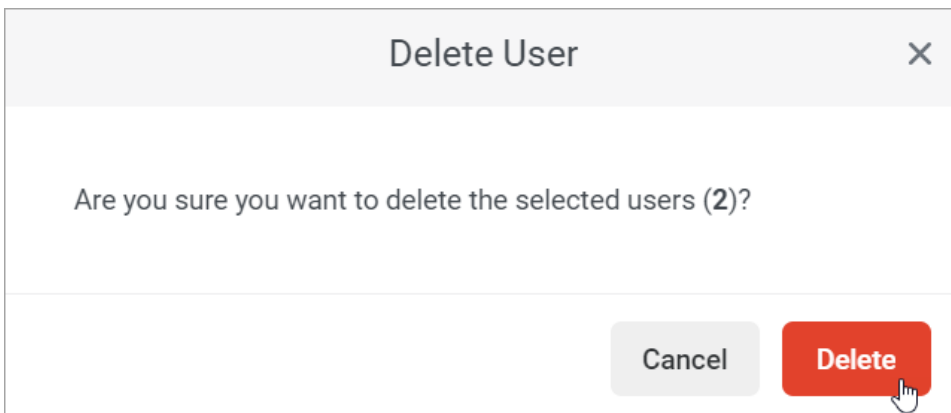 Delete User
Are you sure you want to delete the selected users (2)?
Cancel
Delete